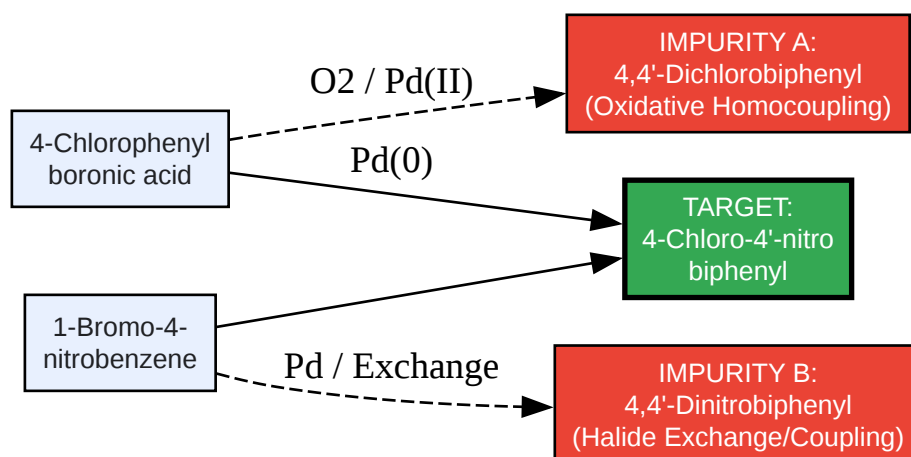 IMPURITY A:
4,4'-Dichlorobiphenyl
(Oxidative Homocoupling)
O2 / Pd(II)
4-Chlorophenyl
boronic acid
Pd(0)
TARGET:
4-Chloro-4'-nitro
biphenyl
1-Bromo-4-
nitrobenzene
Pd / Exchange
IMPURITY B:
4,4'-Dinitrobiphenyl
(Halide Exchange/Coupling)